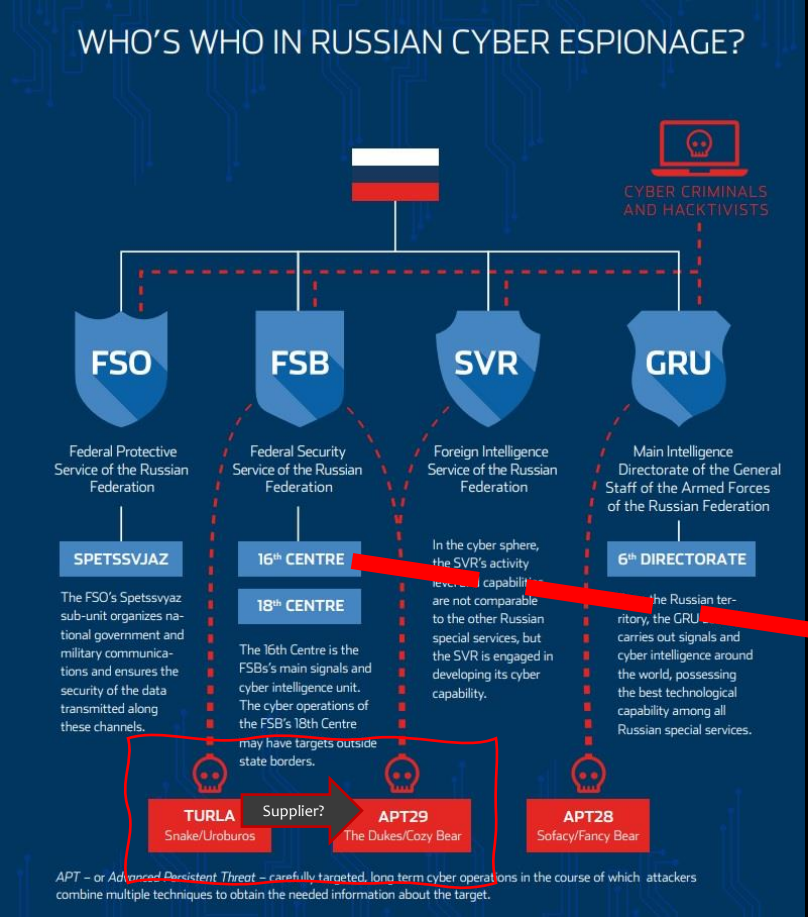 WHO'S WHO IN RUSSIAN CYBER ESPIONAGE?
CYBER CRIMINALS
AND HACKTIVISTS
FSO
FSB
SVR
GRU
Federal Protective
Service of the Russian
Federation
Federal Security
Service of the Russian
Federation
Foreign Intelligence
Service of the Russian
Federation
Main Intelligence
Directorate of the General
Staff of the Armed Forces
of the Russian Federation
SPETSSVJAZ
The FSO's Spetssvyaz
sub-unit organizes na-
tional government and
military communica-
tions and ensures the
security of the data
transmitted along
these channels.
16th CENTRE
18th CENTRE
The 16th Centre is the
FSBs's main signals and
cyber intelligence unit.
The cyber operations of
the FSB's 18th Centre
may have targets outside
state borders.
In the cyber sphere,
the SVR's activity
level and capabilities
are not comparable
to the other Russian
special services, but
the SVR is engaged in
developing its cyber
capability.
6th DIRECTORATE
the Russian ter-
ritory, the GRU
carries out signals and
cyber intelligence around
the world, possessing
the best technological
capability among all
Russian special services.
TURLA
Snake/Uroburos
Supplier?
APT29
The Dukes/Cozy Bear
APT28
Sofacy/Fancy Bear
APT – or Advanced Persistent Threat – carefully targeted, long term cyber operations in the course of which attackers
combine multiple techniques to obtain the needed information about the target.